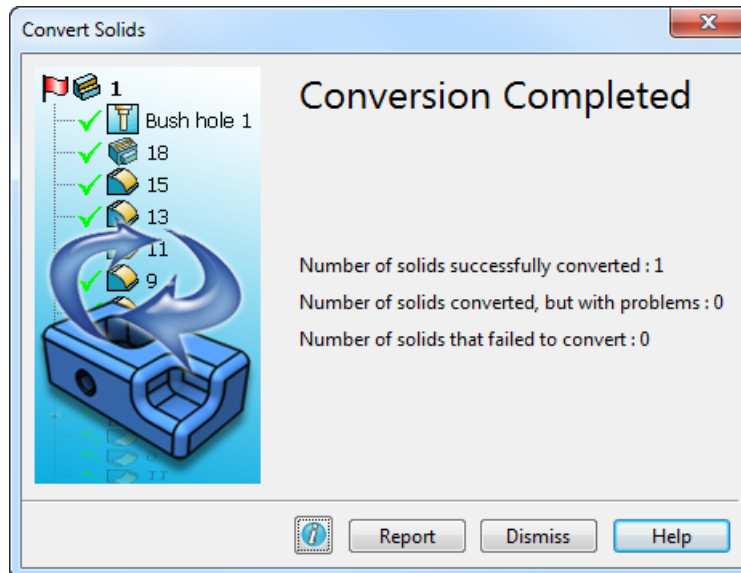 Convert Solids
1
Bush hole 1
18
15
13
11
9
Conversion Completed
Number of solids successfully converted : 1
Number of solids converted, but with problems : 0
Number of solids that failed to convert : 0
Report
Dismiss
Help